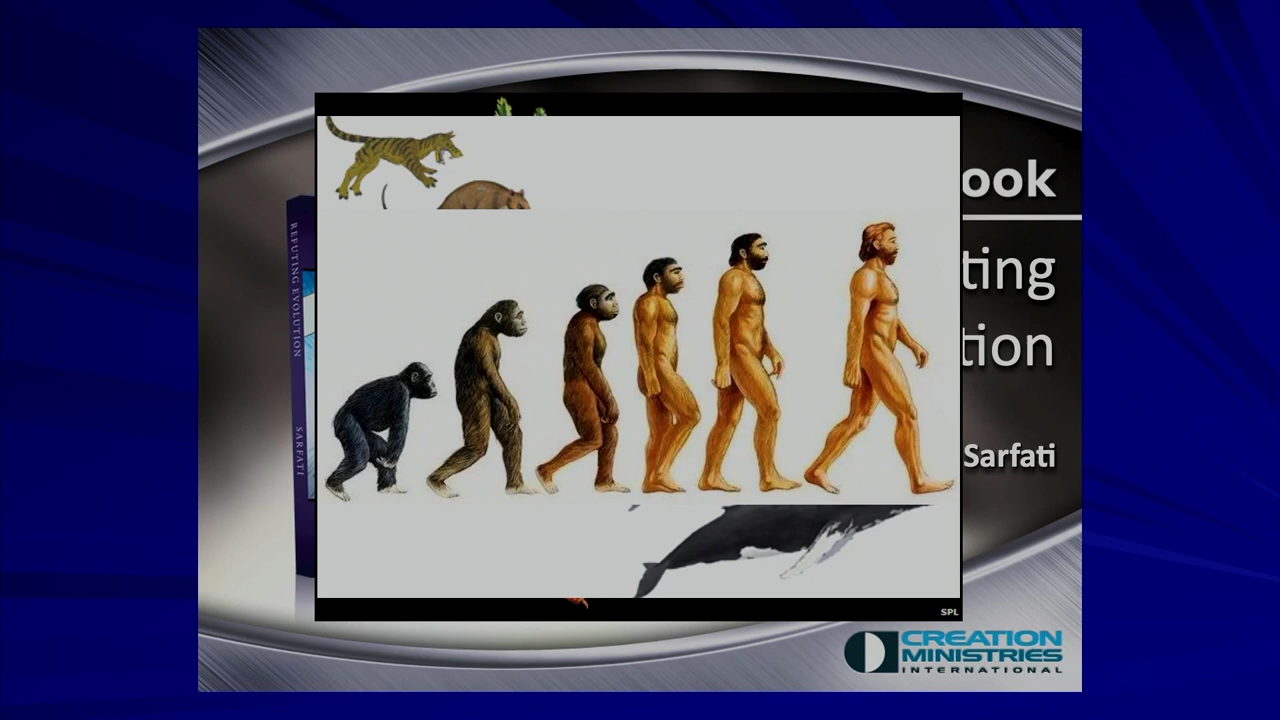 ook
ting
tion
Sarfati
REFUTING EVOLUTION
SARFATI
SPL
CREATION
MINISTRIES
INTERNATIONAL